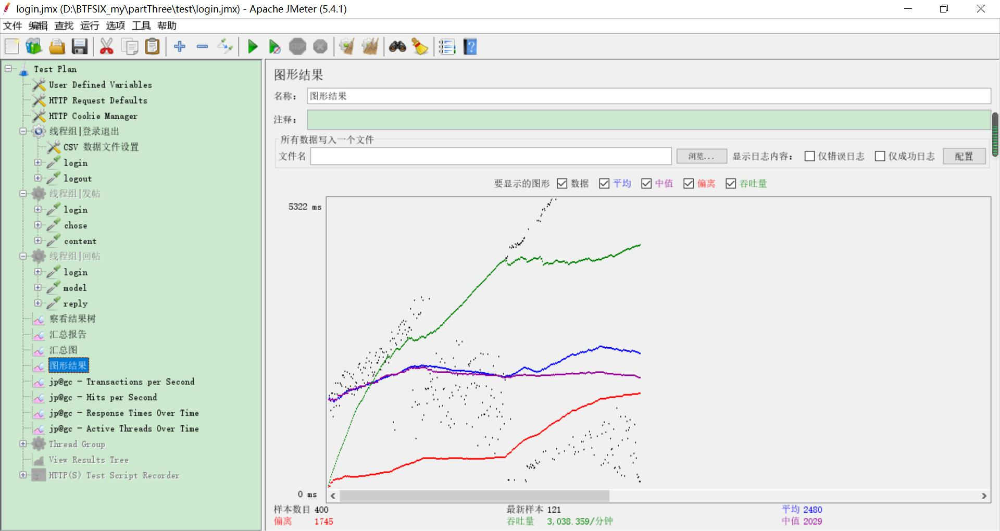 login.jmx (D:\BTFSIX_my\partThree\test\login.jmx) - Apache JMeter (5.4.1)
文件 编辑 查找 运行 选项 工具 帮助
STOP
Test Plan
User Defined Variables
HTTP Request Defaults
HTTP Cookie Manager
线程组|登录退出
CSV 数据文件设置
login
logout
线程组|发帖
login
chose
content
线程组|回帖
login
model
reply
察看结果树
汇总报告
汇总图
图形结果
jp@gc - Transactions per Second
jp@gc - Hits per Second
jp@gc - Response Times Over Time
jp@gc - Active Threads Over Time
Thread Group
View Results Tree
HTTP(S) Test Script Recorder
图形结果
名称： 图形结果
注释：
所有数据写入一个文件
文件名 浏览... 显示日志内容： 仅错误日志 仅成功日志 配置
要显示的图形 数据 平均 中值 偏离 吞吐量
5322 ms
0 ms
样本数目 400 最新样本 121 平均 2480
偏离 1745 吞吐量 3,038.359/分钟 中值 2029